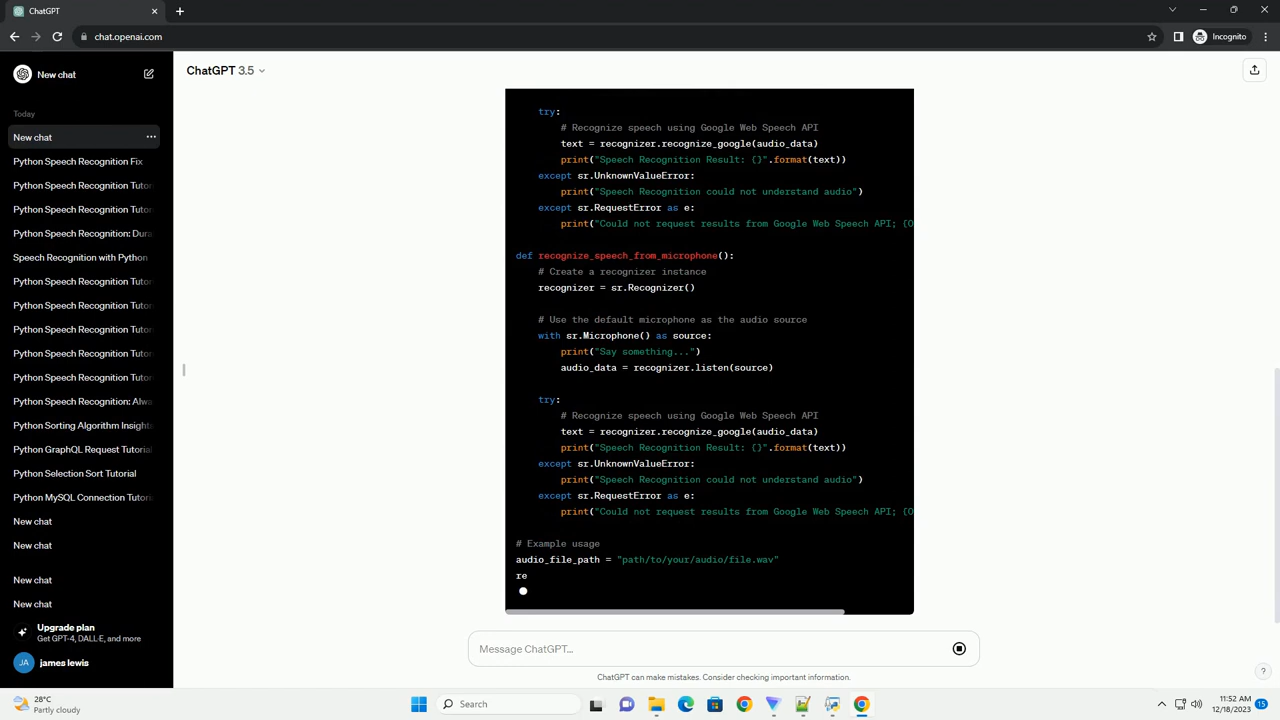 ChatGPT
chat.openai.com
Incognito
New chat
ChatGPT 3.5
Today
New chat
Python Speech Recognition Fix
Python Speech Recognition Tutor
Python Speech Recognition Tutor
Python Speech Recognition: Dura
Speech Recognition with Python
Python Speech Recognition Tutor
Python Speech Recognition Tutor
Python Speech Recognition Tutor
Python Speech Recognition Tutor
Python Speech Recognition Tutor
Python Speech Recognition: Alwa
Python Sorting Algorithm Insights
Python GraphQL Request Tutorial
Python Selection Sort Tutorial
Python MySQL Connection Tutoria
New chat
New chat
New chat
New chat
Upgrade plan
Get GPT-4, DALL·E, and more
JA
james lewis
try:
# Recognize speech using Google Web Speech API
text = recognizer.recognize_google(audio_data)
print("Speech Recognition Result: {}".format(text))
except sr.UnknownValueError:
print("Speech Recognition could not understand audio")
except sr.RequestError as e:
print("Could not request results from Google Web Speech API; {0
def recognize_speech_from_microphone():
# Create a recognizer instance
recognizer = sr.Recognizer()
# Use the default microphone as the audio source
with sr.Microphone() as source:
print("Say something...")
audio_data = recognizer.listen(source)
try:
# Recognize speech using Google Web Speech API
text = recognizer.recognize_google(audio_data)
print("Speech Recognition Result: {}".format(text))
except sr.UnknownValueError:
print("Speech Recognition could not understand audio")
except sr.RequestError as e:
print("Could not request results from Google Web Speech API; {0
# Example usage
audio_file_path = "path/to/your/audio/file.wav"
re
Message ChatGPT...
ChatGPT can make mistakes. Consider checking important information.
?
28°C
Partly cloudy
Search
11:52 AM
12/18/2023
15